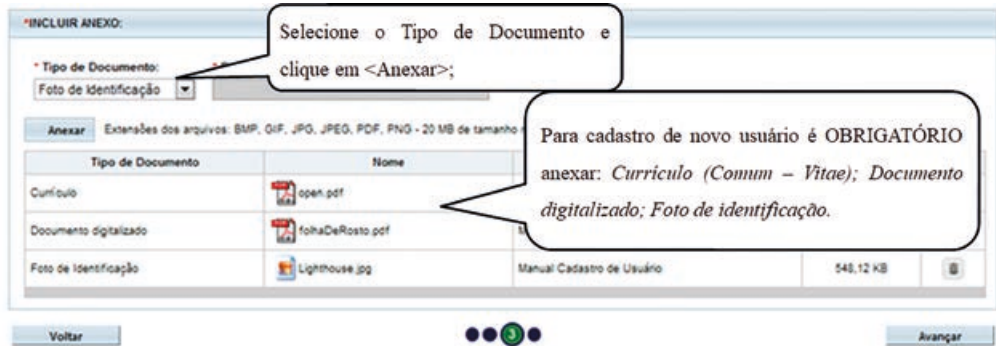 *INCLUIR ANEXO:
Selecione o Tipo de Documento e
clique em <Anexar>;
* Tipo de Documento:
Foto de Identificação
Anexar Extensões dos arquivos: BMP, GIF, JPG, JPEG, PDF, PNG - 20 MB de tamanho
Para cadastro de novo usuário é OBRIGATÓRIO
anexar: Currículo (Comum – Vitae); Documento
digitalizado; Foto de identificação.
Tipo de Documento Nome
Currículo open.pdf
Documento digitalizado folhaDeRosto.pdf
Foto de Identificação Lighthouse.jpg Manual Cadastro de Usuário 548,12 KB
Voltar 3 Avançar